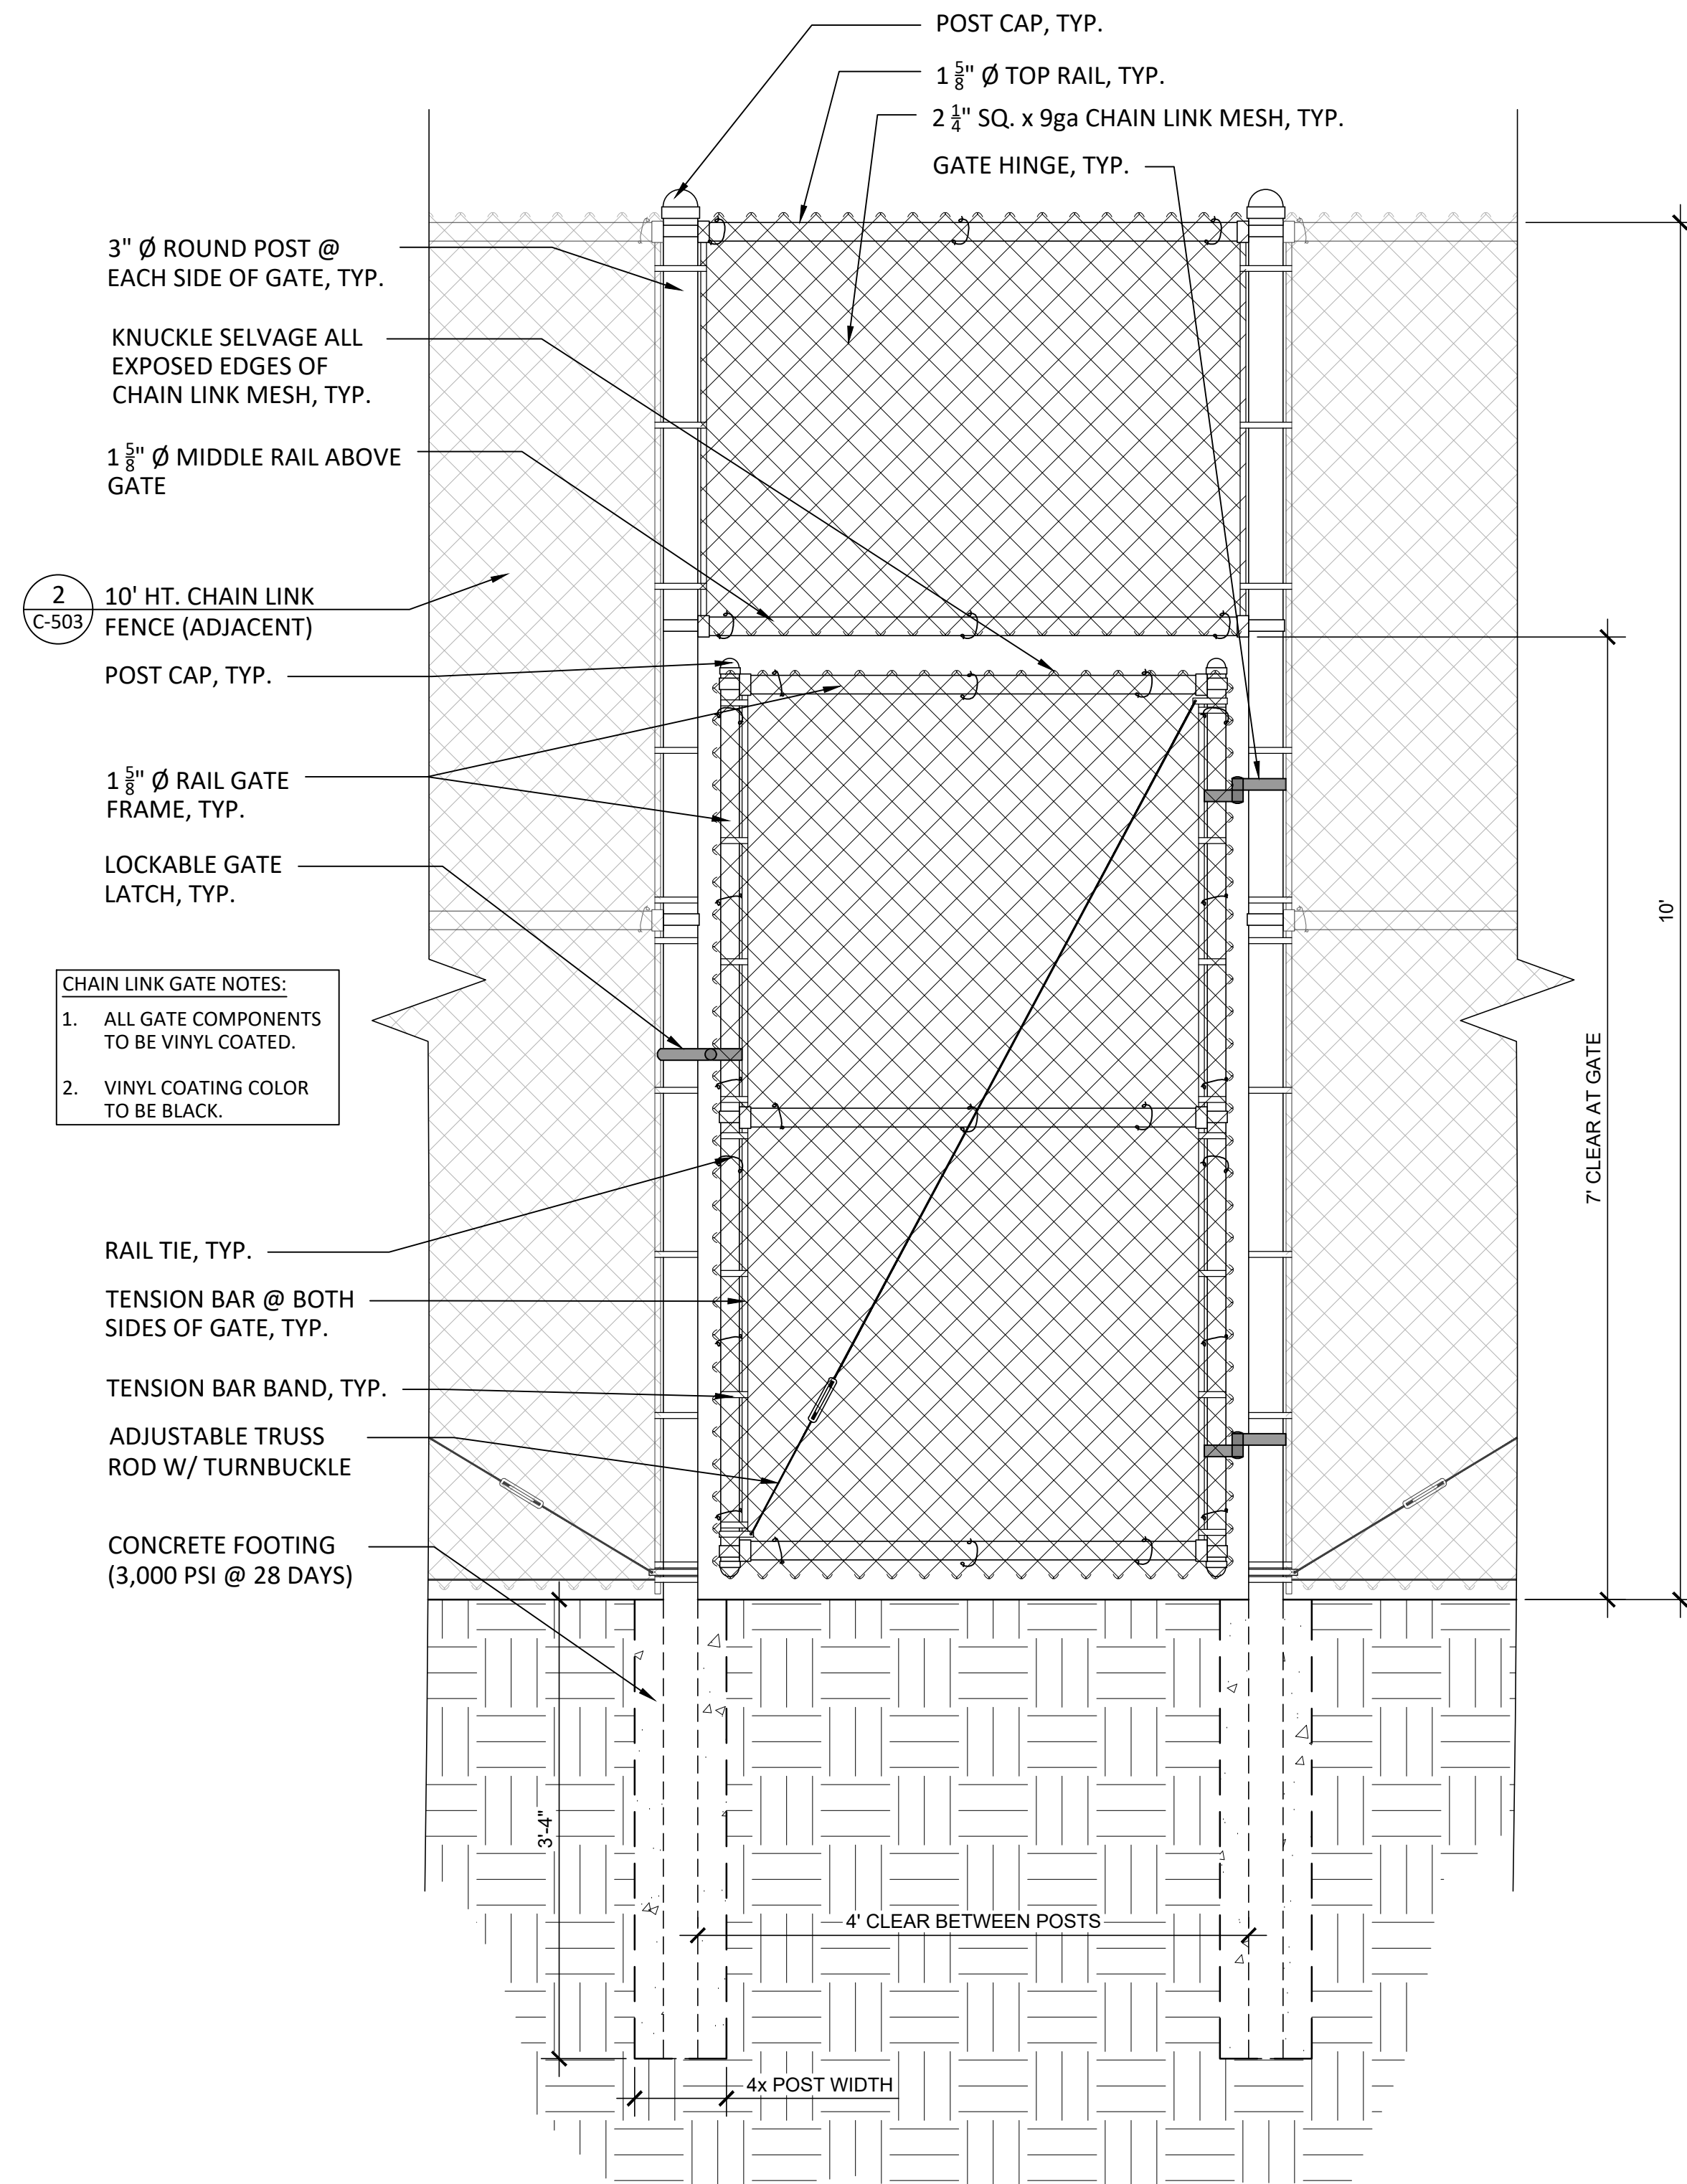 POST CAP, TYP.
1 5/8" Ø TOP RAIL, TYP.
2 1/4" SQ. x 9ga CHAIN LINK MESH, TYP.
GATE HINGE, TYP.
3" Ø ROUND POST @
EACH SIDE OF GATE, TYP.
KNUCKLE SELVAGE ALL
EXPOSED EDGES OF
CHAIN LINK MESH, TYP.
1 5/8" Ø MIDDLE RAIL ABOVE
GATE
2
C-503
10' HT. CHAIN LINK
FENCE (ADJACENT)
POST CAP, TYP.
1 5/8" Ø RAIL GATE
FRAME, TYP.
LOCKABLE GATE
LATCH, TYP.
CHAIN LINK GATE NOTES:
1. ALL GATE COMPONENTS
TO BE VINYL COATED.
2. VINYL COATING COLOR
TO BE BLACK.
RAIL TIE, TYP.
TENSION BAR @ BOTH
SIDES OF GATE, TYP.
TENSION BAR BAND, TYP.
ADJUSTABLE TRUSS
ROD W/ TURNBUCKLE
CONCRETE FOOTING
(3,000 PSI @ 28 DAYS)
10'
7' CLEAR AT GATE
3'-4"
4' CLEAR BETWEEN POSTS
4x POST WIDTH